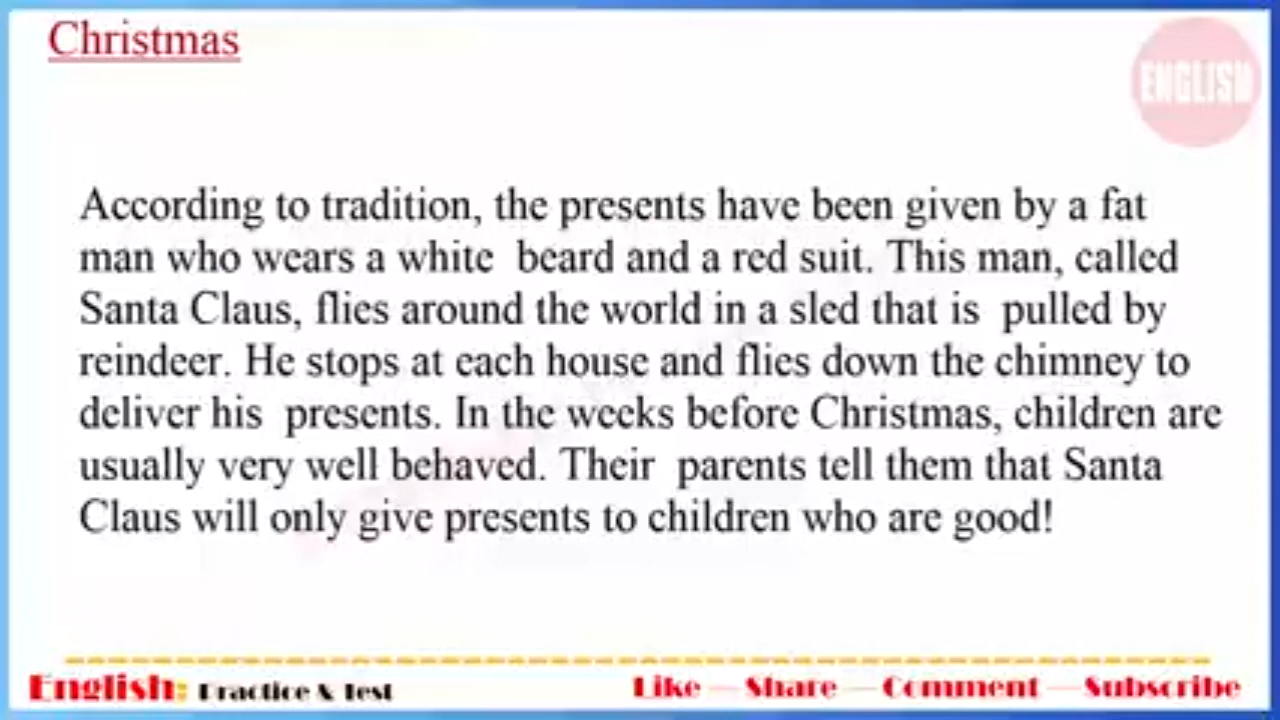 Christmas
ENGLISH
According to tradition, the presents have been given by a fat
man who wears a white beard and a red suit. This man, called
Santa Claus, flies around the world in a sled that is pulled by
reindeer. He stops at each house and flies down the chimney to
deliver his presents. In the weeks before Christmas, children are
usually very well behaved. Their parents tell them that Santa
Claus will only give presents to children who are good!
English: Practice & Test
Like — Share — Comment — Subscribe